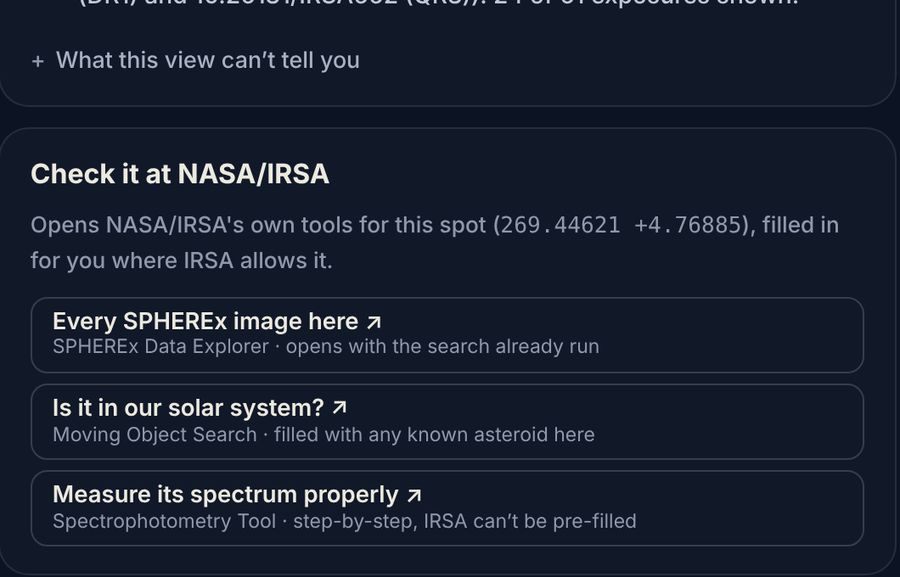 + What this view can't tell you
Check it at NASA/IRSA
Opens NASA/IRSA's own tools for this spot (269.44621 +4.76885), filled in
for you where IRSA allows it.
Every SPHEREx image here ↗
SPHEREx Data Explorer · opens with the search already run
Is it in our solar system? ↗
Moving Object Search · filled with any known asteroid here
Measure its spectrum properly ↗
Spectrophotometry Tool · step-by-step, IRSA can't be pre-filled